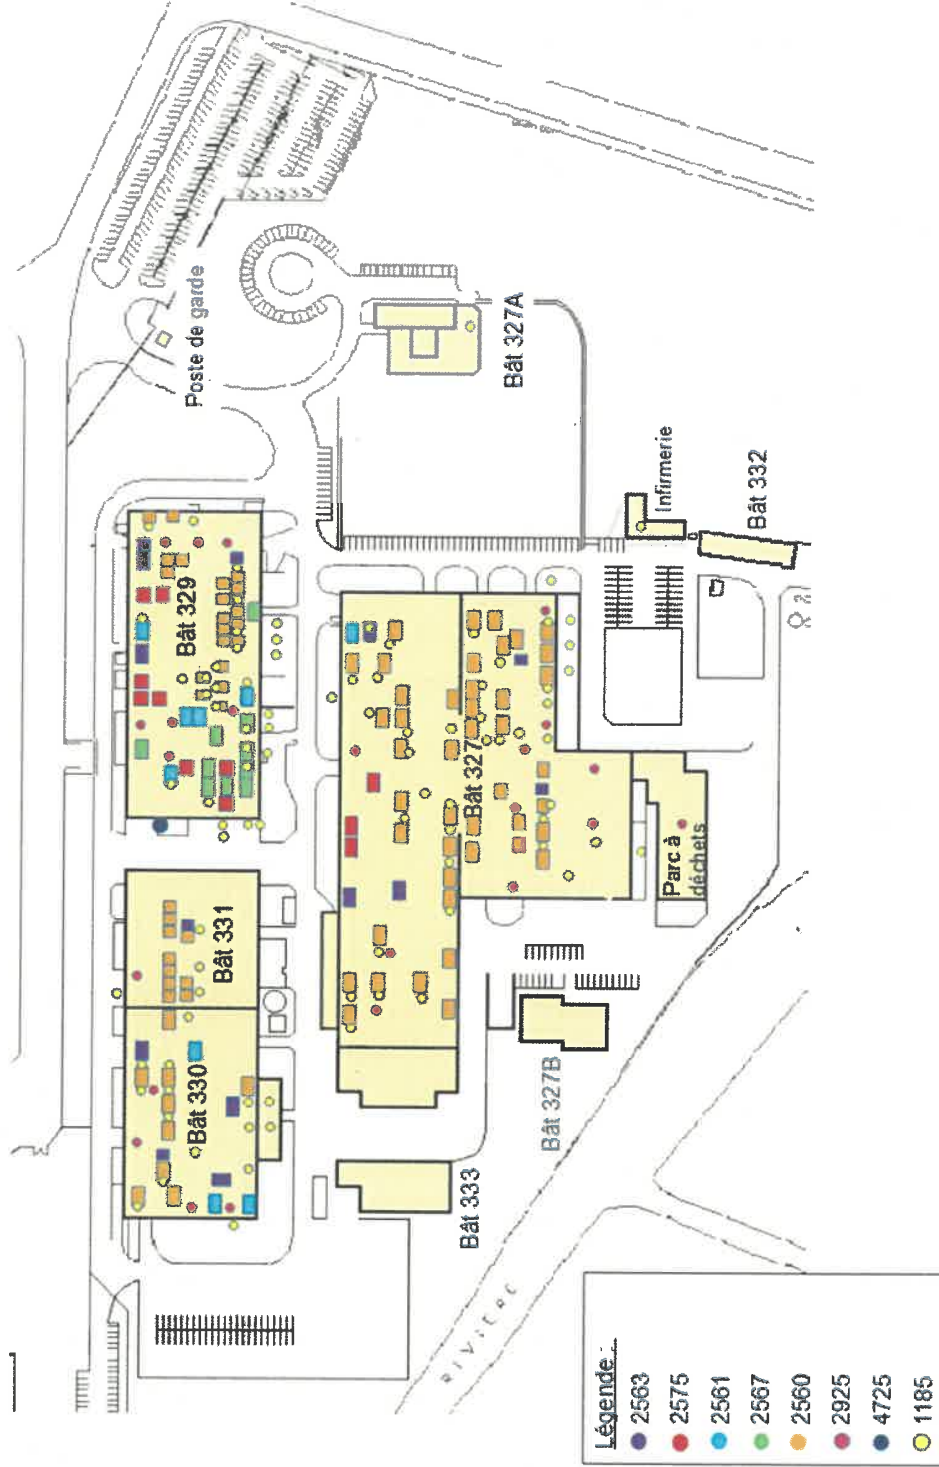 Poste de garde
Bât 327A
Infirmerie
Bât 332
Bât 329
Bât 327
Parc à
déchets
Bât 331
Bât 330
Bât 327B
Bât 333
RIVIERE
Légende :
2563
2575
2561
2567
2560
2925
4725
1185